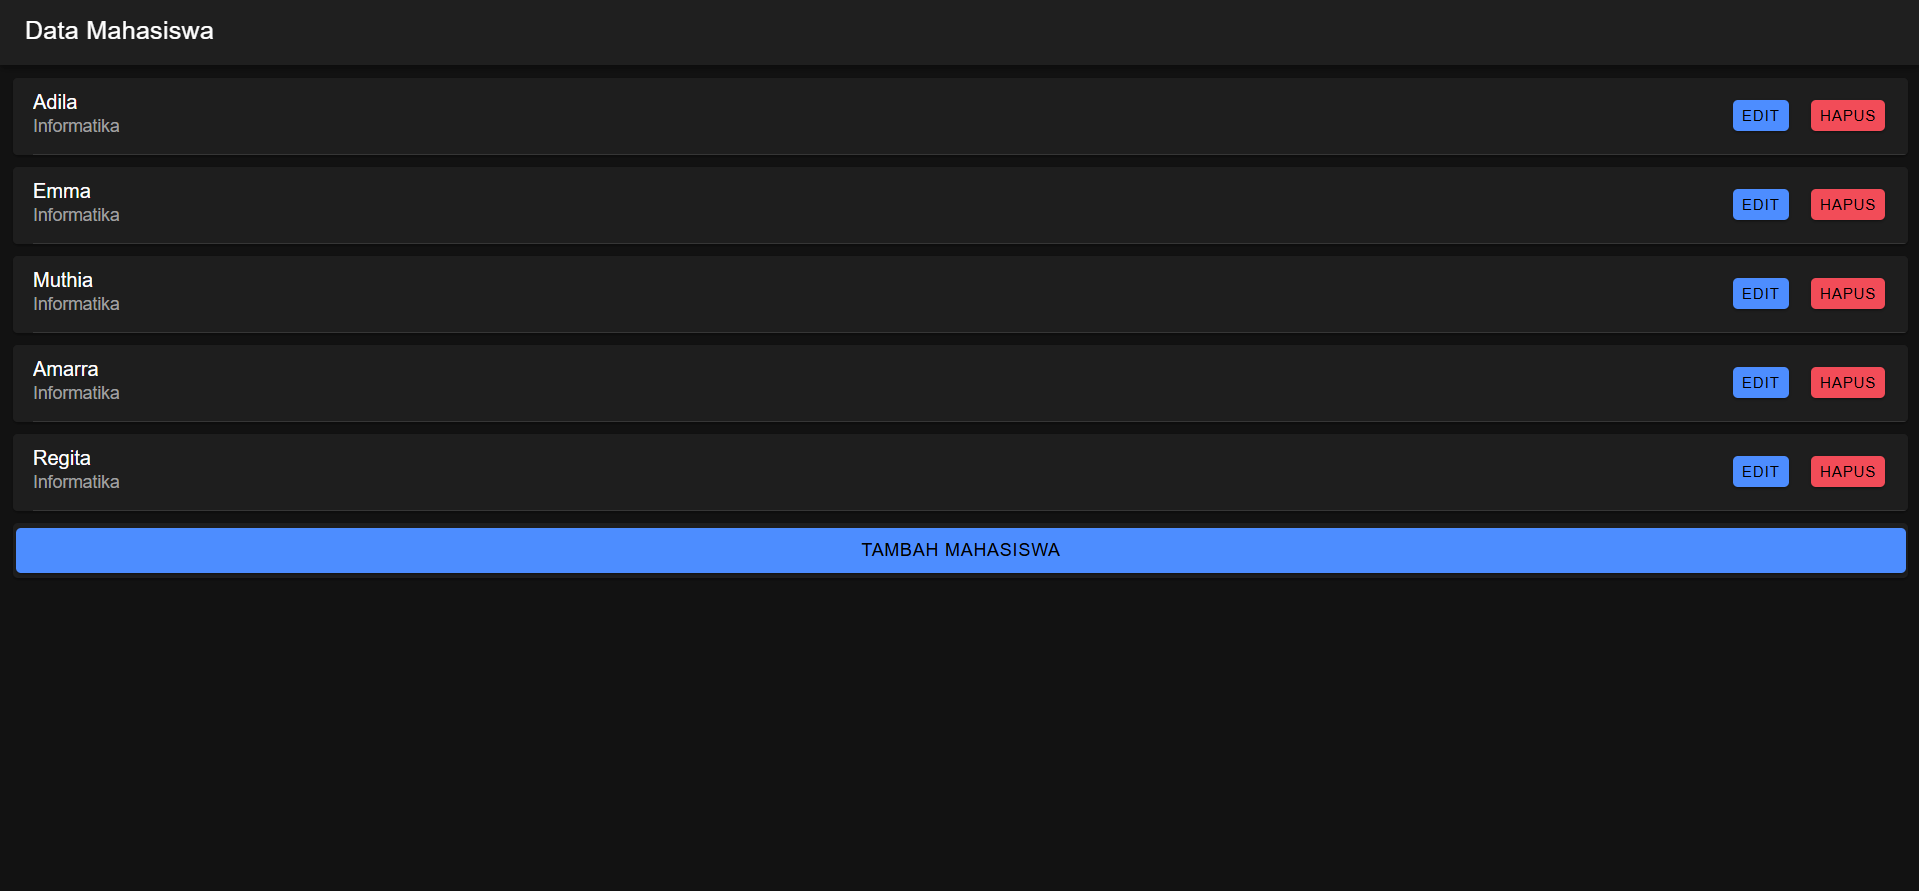 Data Mahasiswa
Adila
Informatika
EDIT HAPUS
Emma
Informatika
EDIT HAPUS
Muthia
Informatika
EDIT HAPUS
Amarra
Informatika
EDIT HAPUS
Regita
Informatika
EDIT HAPUS
TAMBAH MAHASISWA